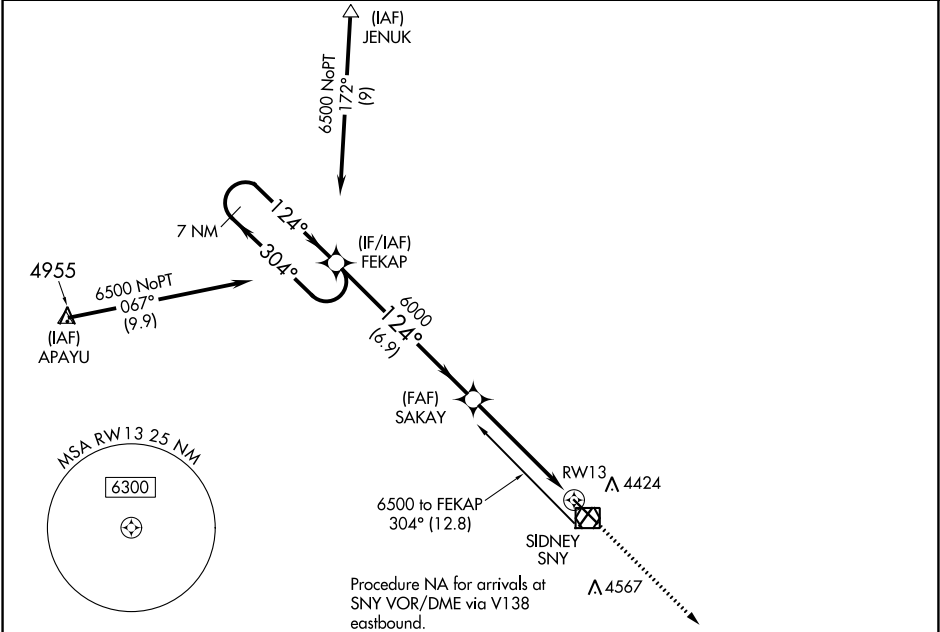 (IAF)
JENUK
6500 NoPT
172°
(9)
7 NM
124°
304°
(IF/IAF)
FEKAP
4955
6500 NoPT
067°
(9.9)
(IAF)
APAYU
6000
124°
(6.9)
(FAF)
SAKAY
MSA RW13 25 NM
6300
RW13
4424
6500 to FEKAP
304° (12.8)
SIDNEY
SNY
4567
Procedure NA for arrivals at
SNY VOR/DME via V138
eastbound.